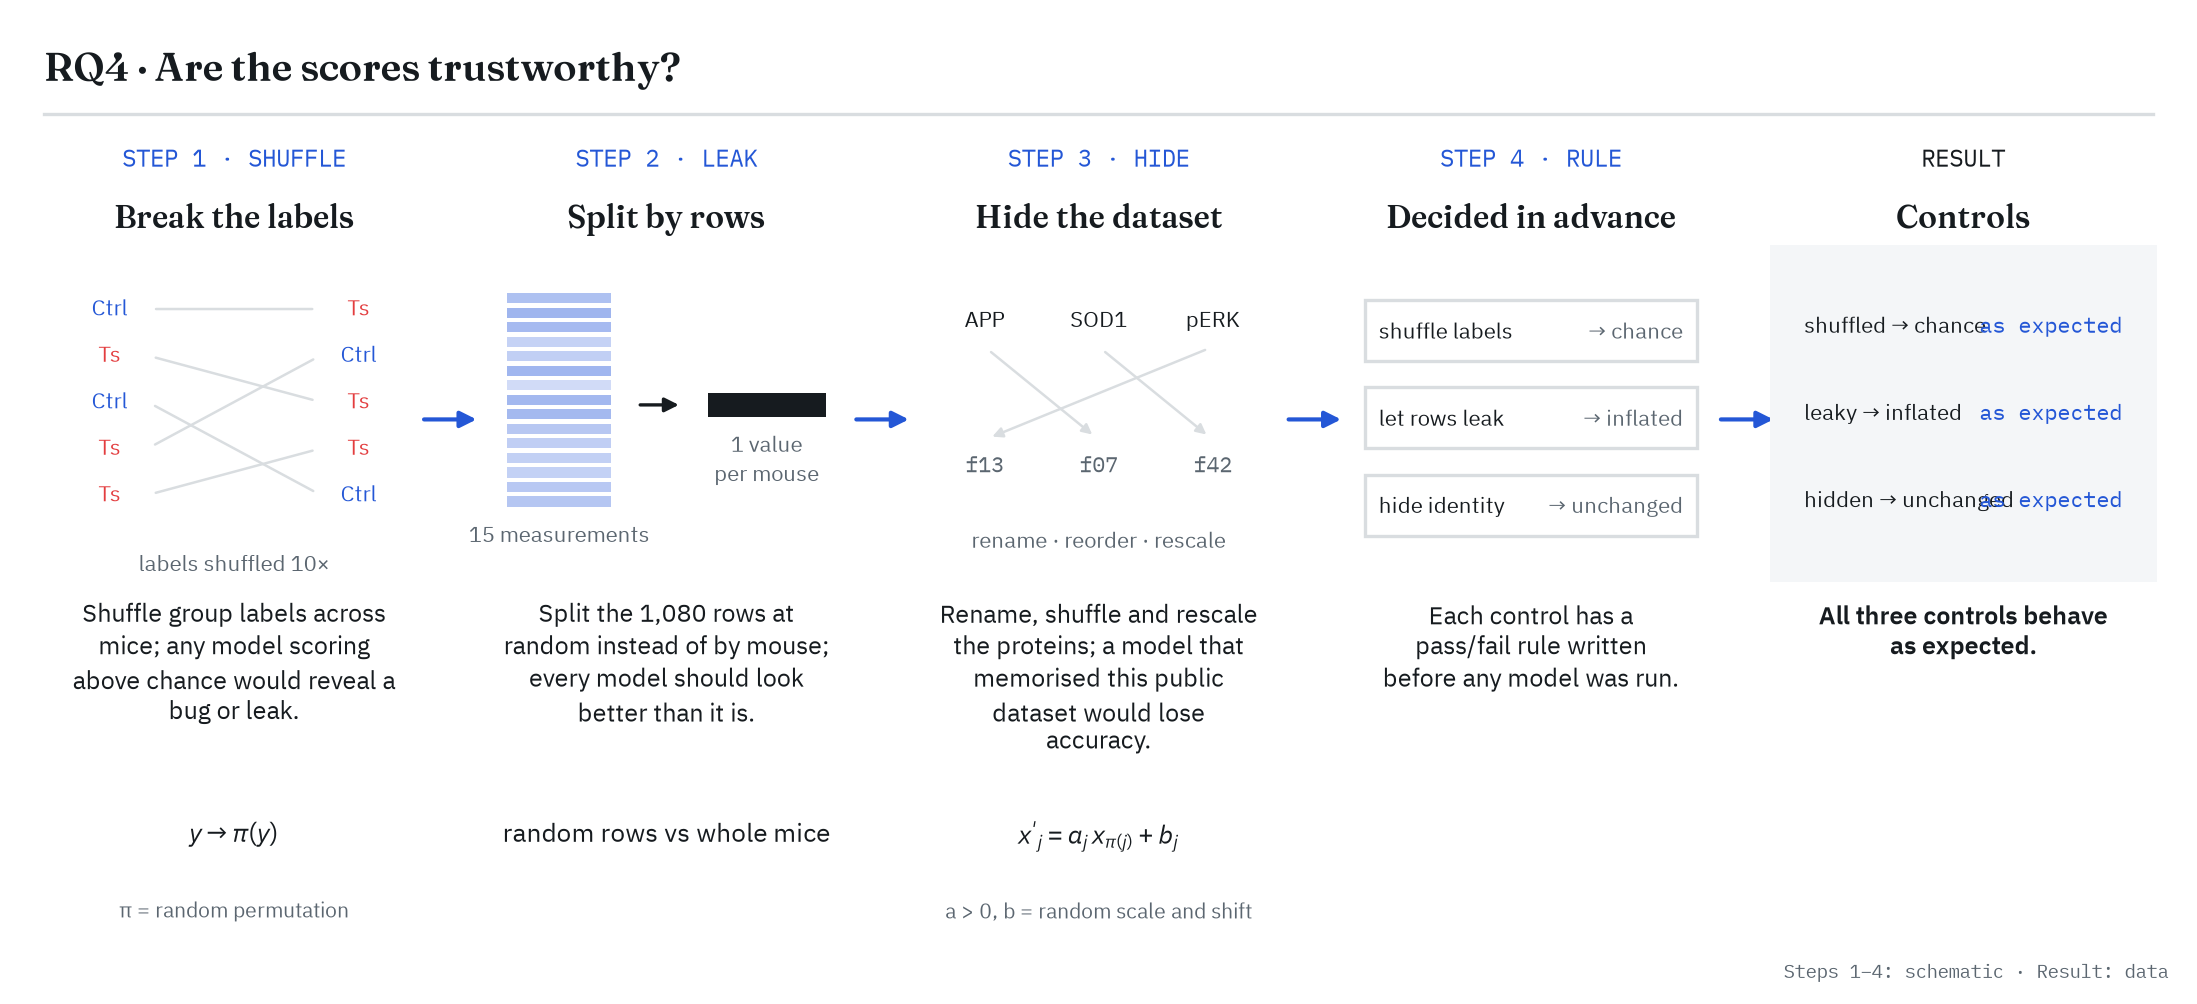 RQ4 · Are the scores trustworthy?
STEP 1 · SHUFFLE
Break the labels
Ctrl Ts
Ts Ctrl
Ctrl Ts
Ts Ts
Ts Ctrl
labels shuffled 10×
Shuffle group labels across
mice; any model scoring
above chance would reveal a
bug or leak.
y → π(y)
π = random permutation
STEP 2 · LEAK
Split by rows
1 value
per mouse
15 measurements
Split the 1,080 rows at
random instead of by mouse;
every model should look
better than it is.
random rows vs whole mice
STEP 3 · HIDE
Hide the dataset
APP SOD1 pERK
f13 f07 f42
rename · reorder · rescale
Rename, shuffle and rescale
the proteins; a model that
memorised this public
dataset would lose
accuracy.
x′j = aj xπ(j) + bj
a > 0, b = random scale and shift
STEP 4 · RULE
Decided in advance
shuffle labels → chance
let rows leak → inflated
hide identity → unchanged
Each control has a
pass/fail rule written
before any model was run.
RESULT
Controls
shuffled → chance as expected
leaky → inflated as expected
hidden → unchanged as expected
All three controls behave
as expected.
Steps 1–4: schematic · Result: data